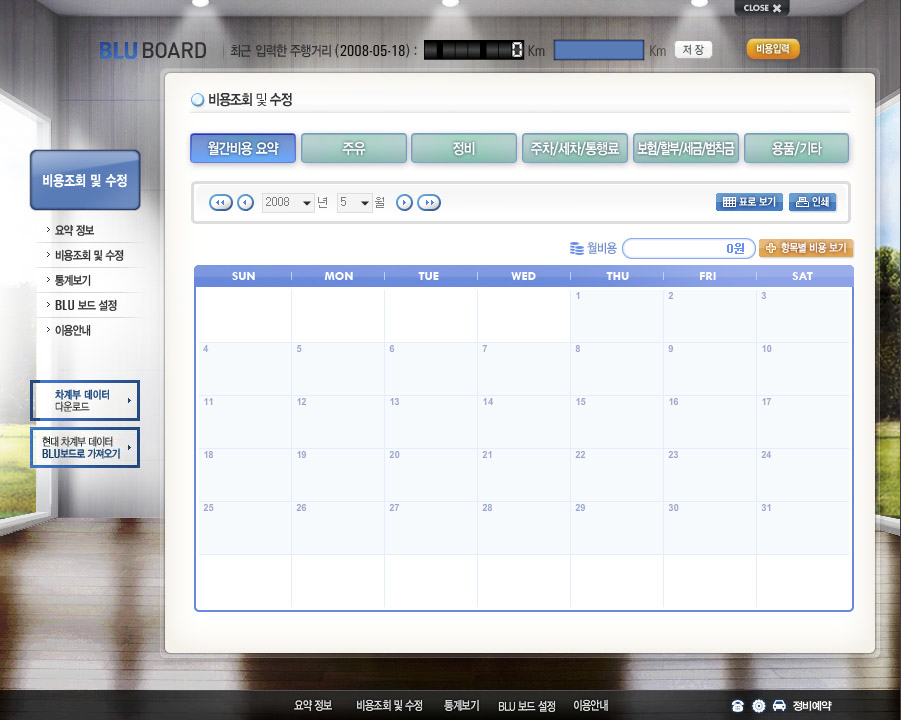 CLOSE
BLU BOARD 최근 입력한 주행거리 (2008-05-18) : 0 Km Km 저장 비용입력
비용조회 및 수정
월간비용 요약 주유 정비 주차/세차/통행료 보험/할부/세금/범칙금 용품/기타
비용조회 및 수정
요약 정보
비용조회 및 수정
통계보기
BLU 보드 설정
이용안내
차계부 데이터
다운로드
현대 차계부 데이터
BLU보드로 가져오기
2008 년 5 월 표로 보기 인쇄
월비용 0원 항목별 비용 보기
SUN MON TUE WED THU FRI SAT
1 2 3
4 5 6 7 8 9 10
11 12 13 14 15 16 17
18 19 20 21 22 23 24
25 26 27 28 29 30 31
요약 정보 비용조회 및 수정 통계보기 BLU 보드 설정 이용안내 정비예약